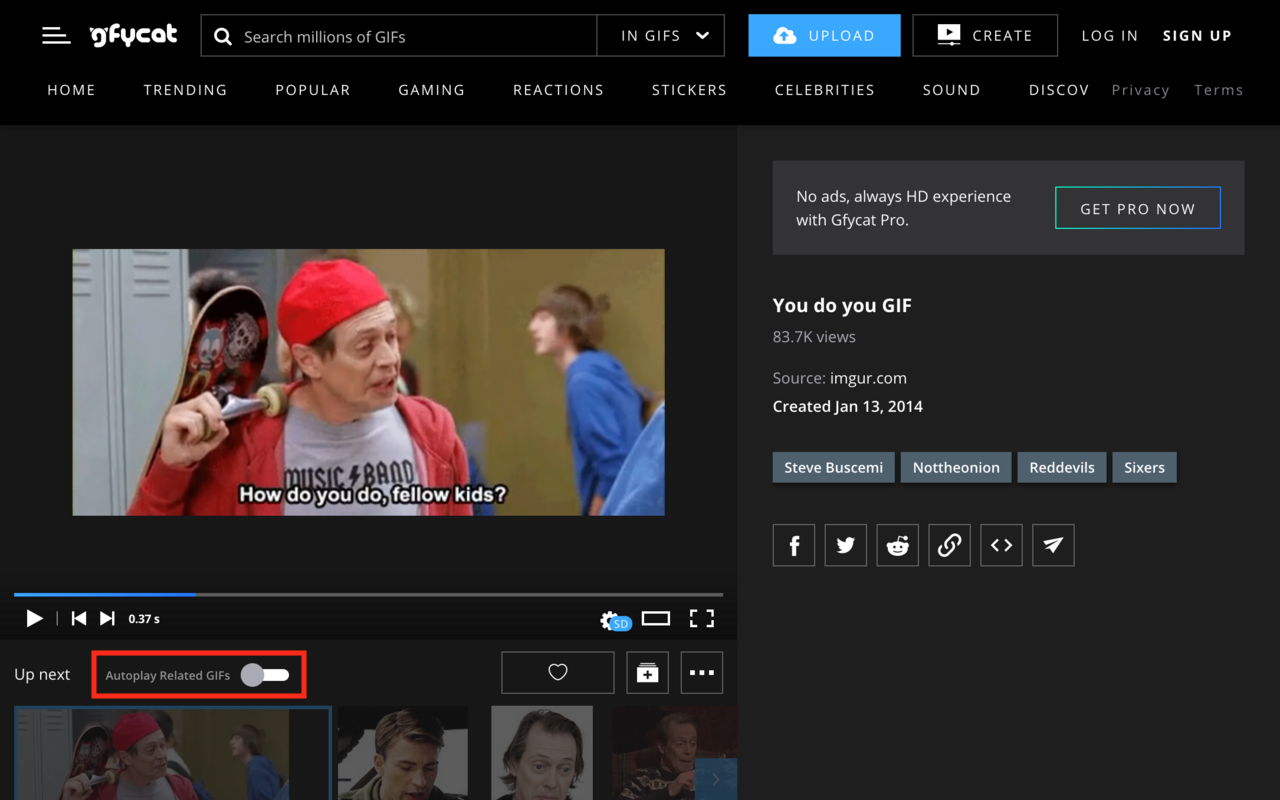 gfycat
Search millions of GIFs
IN GIFS
UPLOAD
CREATE
LOG IN
SIGN UP
HOME
TRENDING
POPULAR
GAMING
REACTIONS
STICKERS
CELEBRITIES
SOUND
DISCOV
Privacy
Terms
MUSIC BAND
How do you do, fellow kids?
0.37 s
SD
Up next
Autoplay Related GIFs
No ads, always HD experience
with Gfycat Pro.
GET PRO NOW
You do you GIF
83.7K views
Source: imgur.com
Created Jan 13, 2014
Steve Buscemi
Nottheonion
Reddevils
Sixers